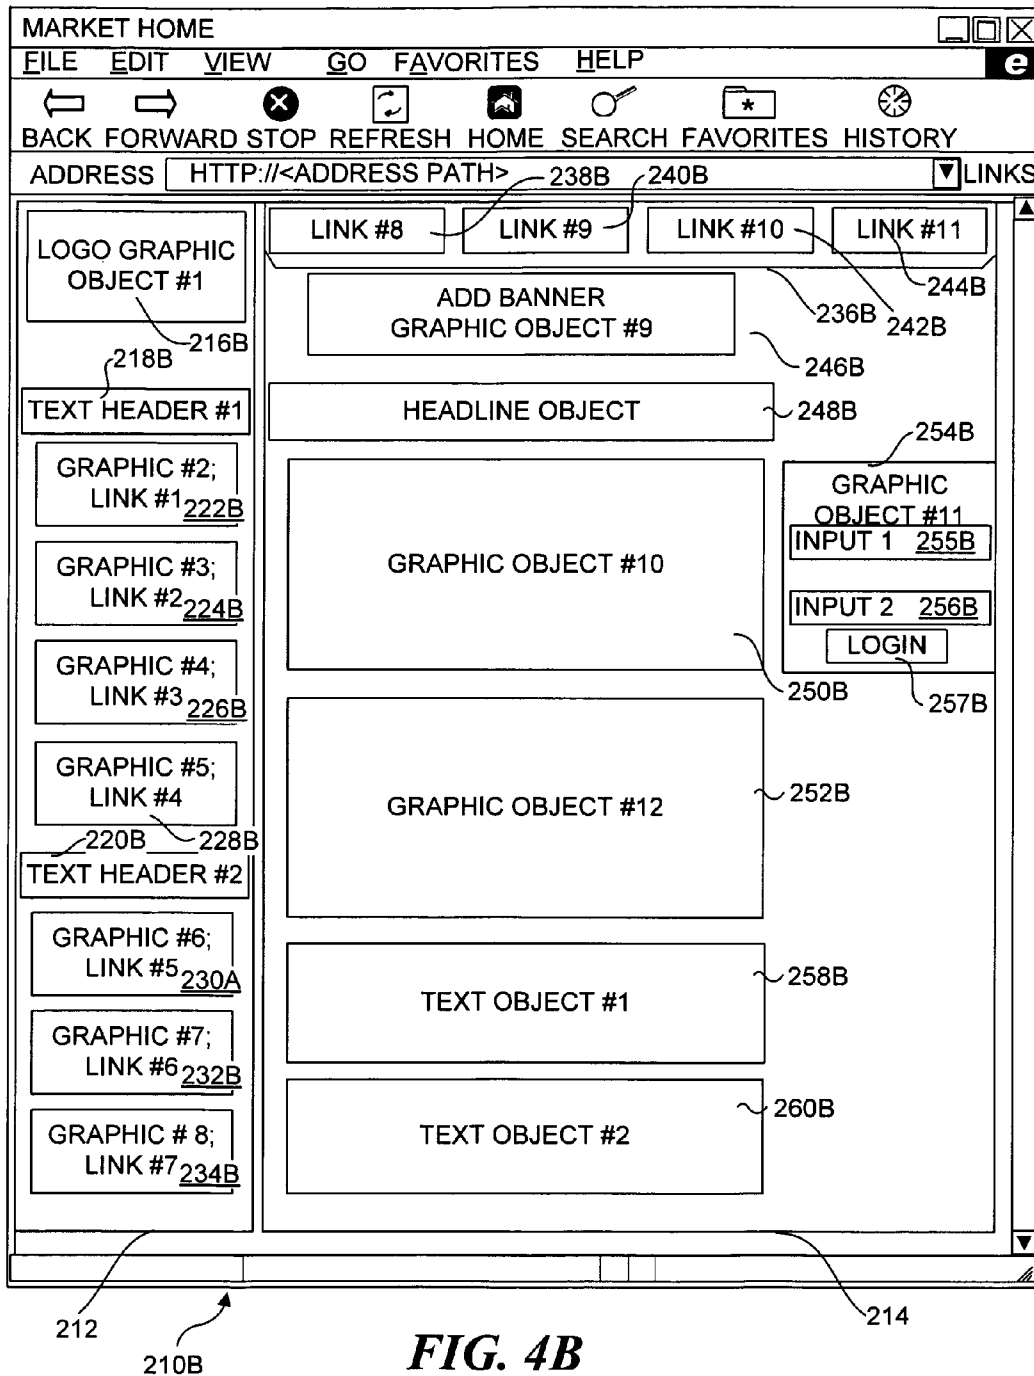 MARKET HOME
FILE EDIT VIEW GO FAVORITES HELP
e
BACK FORWARD STOP REFRESH HOME SEARCH FAVORITES HISTORY
ADDRESS HTTP://<ADDRESS PATH> 238B 240B LINKS
LOGO GRAPHIC
OBJECT #1
216B
218B
TEXT HEADER #1
GRAPHIC #2;
LINK #1 222B
GRAPHIC #3;
LINK #2 224B
GRAPHIC #4;
LINK #3 226B
GRAPHIC #5;
LINK #4
220B 228B
TEXT HEADER #2
GRAPHIC #6;
LINK #5 230A
GRAPHIC #7;
LINK #6 232B
GRAPHIC # 8;
LINK #7 234B
LINK #8 LINK #9 LINK #10 LINK #11
244B
236B 242B
ADD BANNER
GRAPHIC OBJECT #9
246B
HEADLINE OBJECT
248B
254B
GRAPHIC
OBJECT #11
INPUT 1 255B
INPUT 2 256B
LOGIN
257B
GRAPHIC OBJECT #10
250B
GRAPHIC OBJECT #12
252B
TEXT OBJECT #1
258B
TEXT OBJECT #2
260B
212
210B
214
FIG. 4B